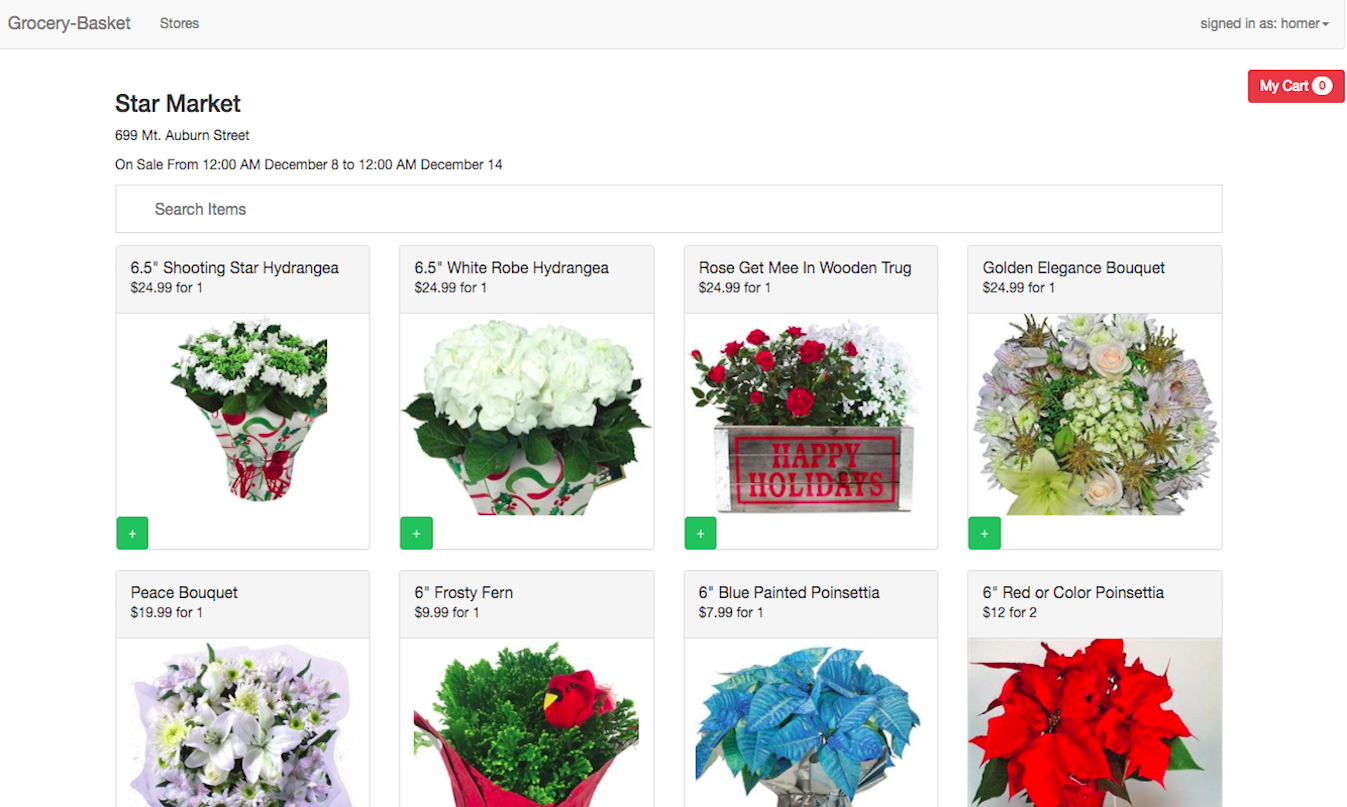 Grocery-Basket Stores signed in as: homer
My Cart 0
Star Market
699 Mt. Auburn Street
On Sale From 12:00 AM December 8 to 12:00 AM December 14
Search Items
6.5" Shooting Star Hydrangea
$24.99 for 1
+
6.5" White Robe Hydrangea
$24.99 for 1
+
Rose Get Mee In Wooden Trug
$24.99 for 1
HAPPY
HOLIDAYS
+
Golden Elegance Bouquet
$24.99 for 1
+
Peace Bouquet
$19.99 for 1
6" Frosty Fern
$9.99 for 1
6" Blue Painted Poinsettia
$7.99 for 1
6" Red or Color Poinsettia
$12 for 2